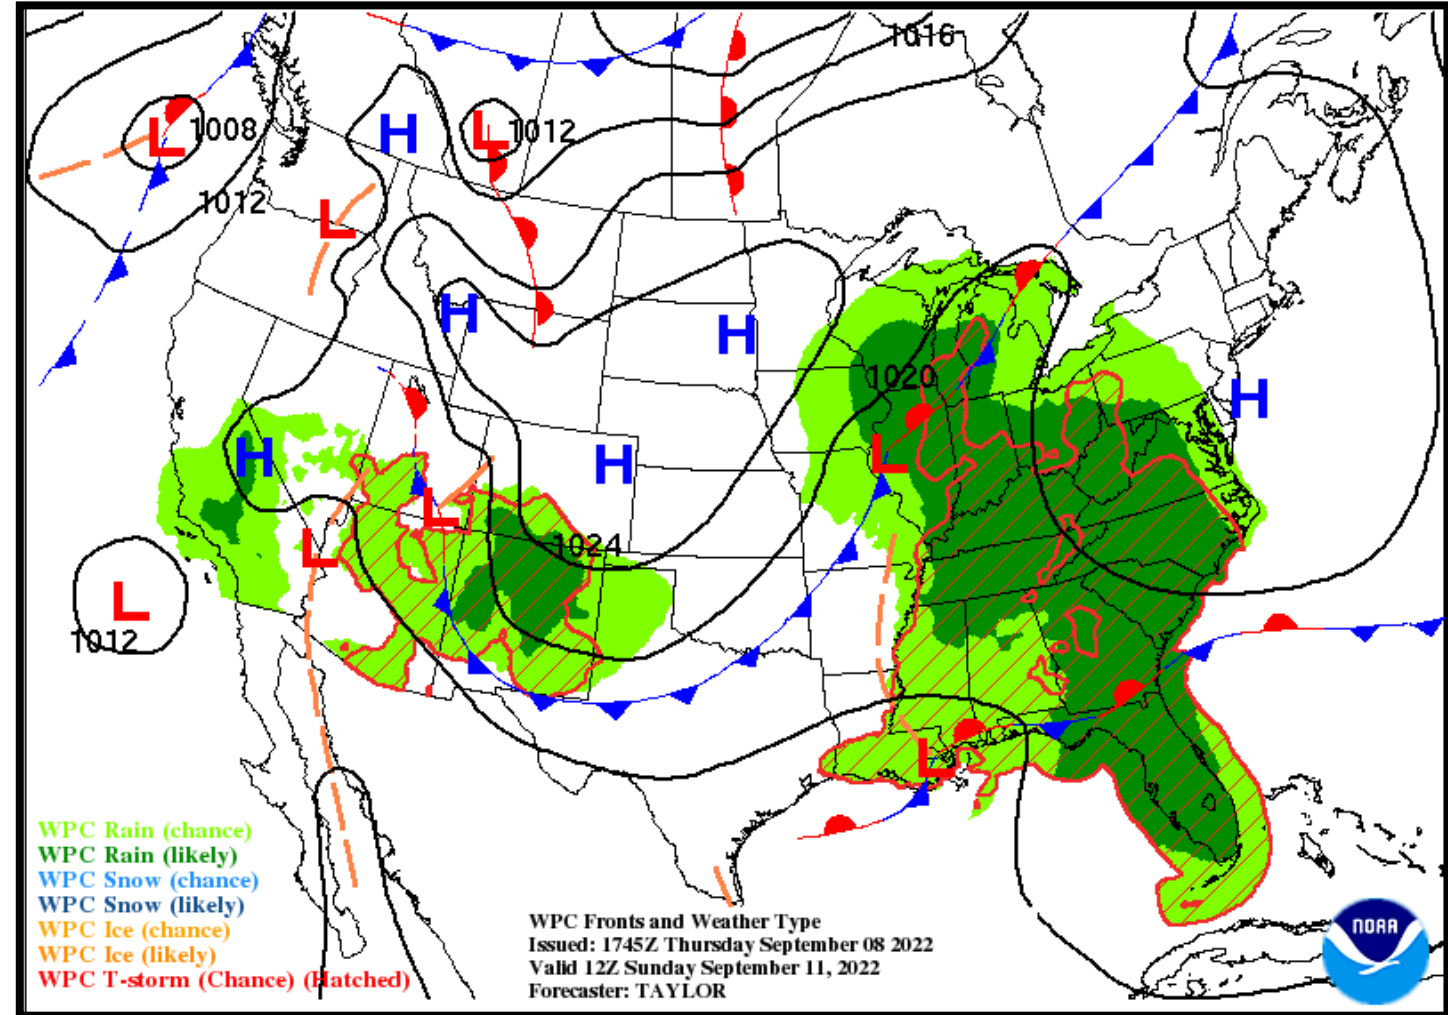 1016
1008
1012
1012
1020
1024
1012
L
L
L
L
L
L
L
L
H
H
H
H
H
H
WPC Rain (chance)
WPC Rain (likely)
WPC Snow (chance)
WPC Snow (likely)
WPC Ice (chance)
WPC Ice (likely)
WPC T-storm (Chance) (Hatched)
WPC Fronts and Weather Type
Issued: 1745Z Thursday September 08 2022
Valid 12Z Sunday September 11, 2022
Forecaster: TAYLOR
NOAA